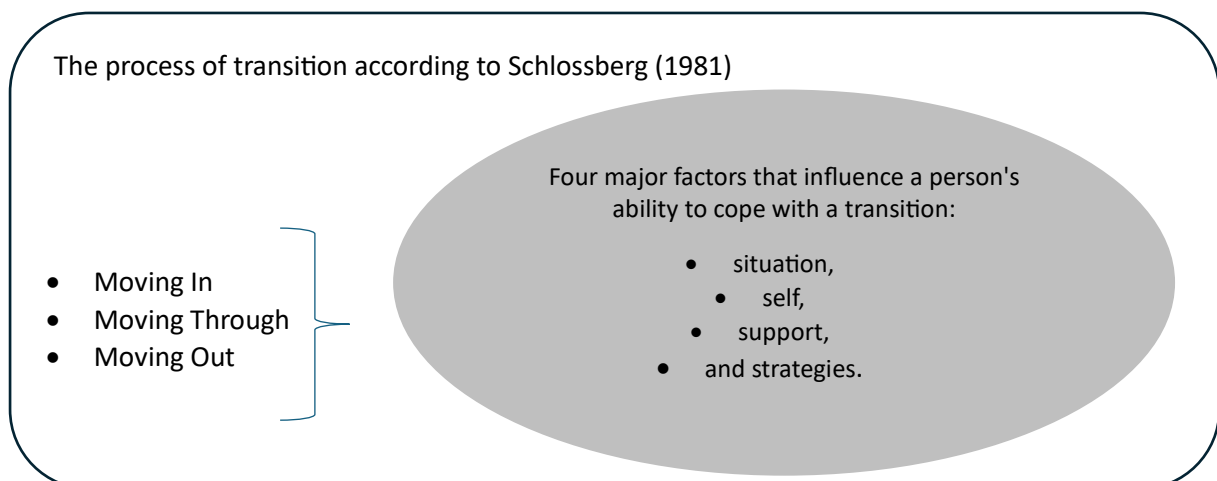 The process of transition according to Schlossberg (1981)
Four major factors that influence a person's
ability to cope with a transition:
• situation,
• self,
• support,
• and strategies.
• Moving In
• Moving Through
• Moving Out